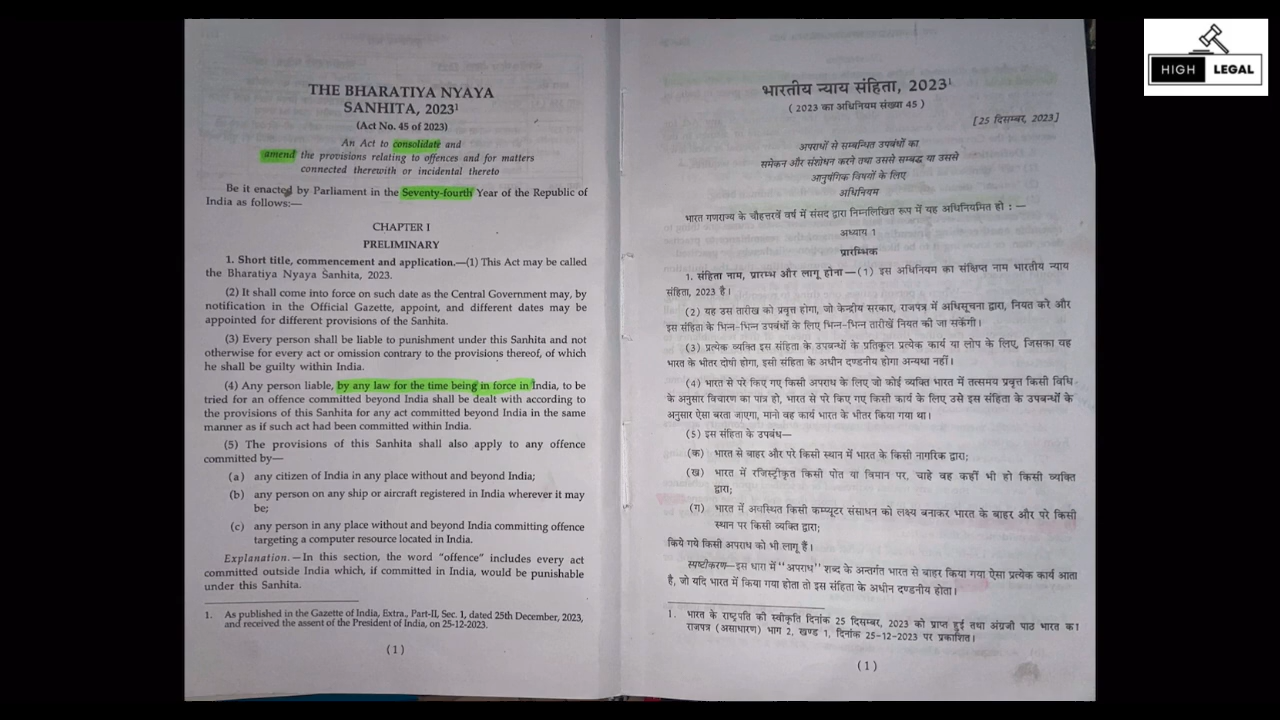 THE BHARATIYA NYAYA
SANHITA, 2023¹
(Act No. 45 of 2023)
An Act to consolidate and
amend the provisions relating to offences and for matters
connected therewith or incidental thereto
Be it enacted by Parliament in the Seventy-fourth Year of the Republic of
India as follows:—
CHAPTER I
PRELIMINARY
1. Short title, commencement and application.—(1) This Act may be called
the Bharatiya Nyaya Sanhita, 2023.
(2) It shall come into force on such date as the Central Government may, by
notification in the Official Gazette, appoint, and different dates may be
appointed for different provisions of the Sanhita.
(3) Every person shall be liable to punishment under this Sanhita and not
otherwise for every act or omission contrary to the provisions thereof, of which
he shall be guilty within India.
(4) Any person liable, by any law for the time being in force in India, to be
tried for an offence committed beyond India shall be dealt with according to
the provisions of this Sanhita for any act committed beyond India in the same
manner as if such act had been committed within India.
(5) The provisions of this Sanhita shall also apply to any offence
committed by—
(a) any citizen of India in any place without and beyond India;
(b) any person on any ship or aircraft registered in India wherever it may
be;
(c) any person in any place without and beyond India committing offence
targeting a computer resource located in India.
Explanation.—In this section, the word "offence" includes every act
committed outside India which, if committed in India, would be punishable
under this Sanhita.
1. As published in the Gazette of India, Extra., Part-II, Sec. 1, dated 25th December, 2023,
and received the assent of the President of India, on 25-12-2023.
(1)
भारतीय न्याय संहिता, 2023¹
(2023 का अधिनियम संख्या 45)
[25 दिसम्बर, 2023]
अपराधों से सम्बन्धित उपबंधों का
समेकन और संशोधन करने तथा उससे सम्बद्ध या उससे
आनुषंगिक विषयों के लिए
अधिनियम
भारत गणराज्य के चौहत्तरवें वर्ष में संसद द्वारा निम्नलिखित रूप में यह अधिनियमित हो : —
अध्याय 1
प्रारम्भिक
1. संहिता नाम, प्रारम्भ और लागू होना—(1) इस अधिनियम का संक्षिप्त नाम भारतीय न्याय
संहिता, 2023 है।
(2) यह उस तारीख को प्रवृत्त होगा, जो केन्द्रीय सरकार, राजपत्र में अधिसूचना द्वारा, नियत करे और
इस संहिता के भिन्न-भिन्न उपबंधों के लिए भिन्न-भिन्न तारीखें नियत की जा सकेंगी।
(3) प्रत्येक व्यक्ति इस संहिता के उपबन्धों के प्रतिकूल प्रत्येक कार्य या लोप के लिए, जिसका वह
भारत के भीतर दोषी होगा, इसी संहिता के अधीन दण्डनीय होगा अन्यथा नहीं।
(4) भारत से परे किए गए किसी अपराध के लिए जो कोई व्यक्ति भारत में तत्समय प्रवृत्त किसी विधि
के अनुसार विचारण का पात्र हो, भारत से परे किए गए किसी कार्य के लिए उसे इस संहिता के उपबन्धों के
अनुसार ऐसा बरता जाएगा, मानो वह कार्य भारत के भीतर किया गया था।
(5) इस संहिता के उपबंध—
(क) भारत से बाहर और परे किसी स्थान में भारत के किसी नागरिक द्वारा;
(ख) भारत में रजिस्ट्रीकृत किसी पोत या विमान पर, चाहे वह कहीं भी हो किसी व्यक्ति
द्वारा;
(ग) भारत में अवस्थित किसी कम्प्यूटर संसाधन को लक्ष्य बनाकर भारत के बाहर और परे किसी
स्थान पर किसी व्यक्ति द्वारा;
किये गये किसी अपराध को भी लागू हैं।
स्पष्टीकरण—इस धारा में "अपराध" शब्द के अन्तर्गत भारत से बाहर किया गया ऐसा प्रत्येक कार्य आता
है, जो यदि भारत में किया गया होता तो इस संहिता के अधीन दण्डनीय होता।
1. भारत के राष्ट्रपति की स्वीकृति दिनांक 25 दिसम्बर, 2023 को प्राप्त हुई तथा अंग्रजी पाठ भारत का
राजपत्र (असाधारण) भाग 2, खण्ड 1, दिनांक 25-12-2023 पर प्रकाशित।
(1)
HIGH LEGAL